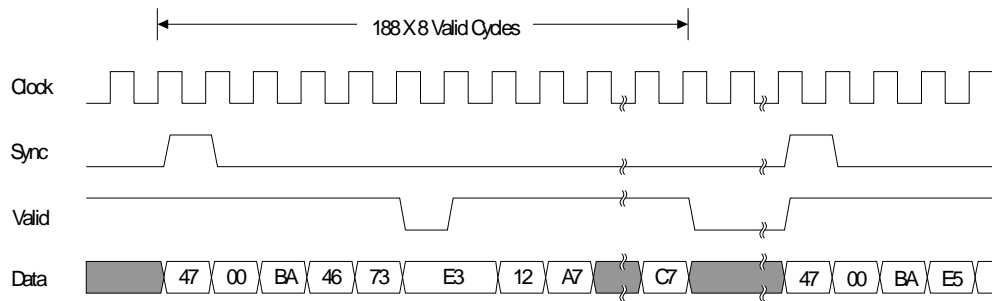 188 X 8 Valid Cycles
Clock
Sync
Valid
Data 47 00 BA 46 73 E3 12 A7 C7 47 00 BA E5